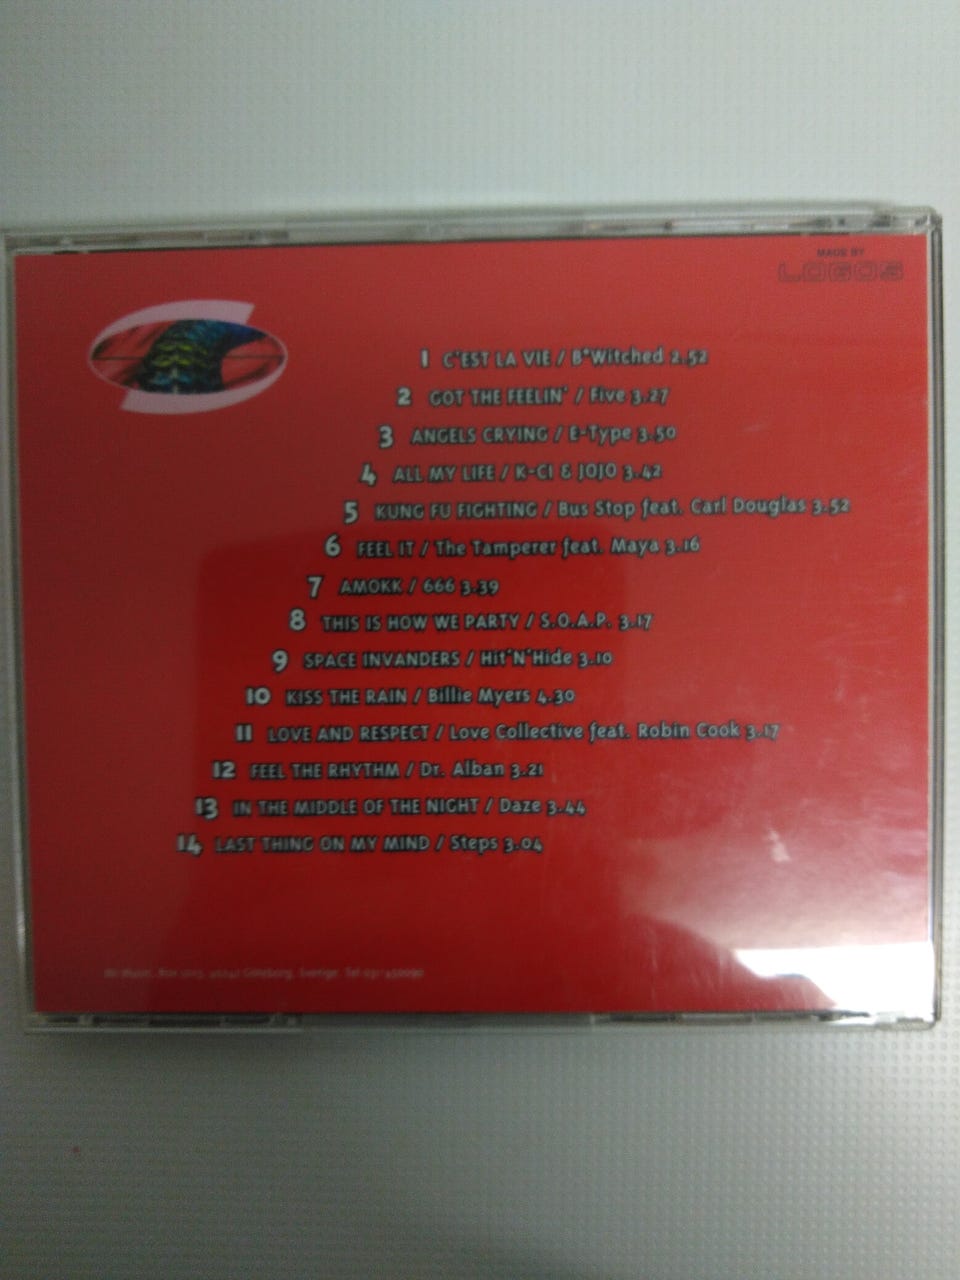 MADE BY
LOGOS
1 C'EST LA VIE / B*Witched 2.52
2 GOT THE FEELIN' / Five 3.27
3 ANGELS CRYING / E-Type 3.50
4 ALL MY LIFE / K-CI & JOJO 3.42
5 KUNG FU FIGHTING / Bus Stop feat. Carl Douglas 3.52
6 FEEL IT / The Tamperer feat. Maya 3.16
7 AMOKK / 666 3.39
8 THIS IS HOW WE PARTY / S.O.A.P. 3.17
9 SPACE INVANDERS / Hit'N'Hide 3.10
10 KISS THE RAIN / Billie Myers 4.30
11 LOVE AND RESPECT / Love Collective feat. Robin Cook 3.17
12 FEEL THE RHYTHM / Dr. Alban 3.21
13 IN THE MIDDLE OF THE NIGHT / Daze 3.44
14 LAST THING ON MY MIND / Steps 3.04
Music, Box Göteborg, Sverige. Tel